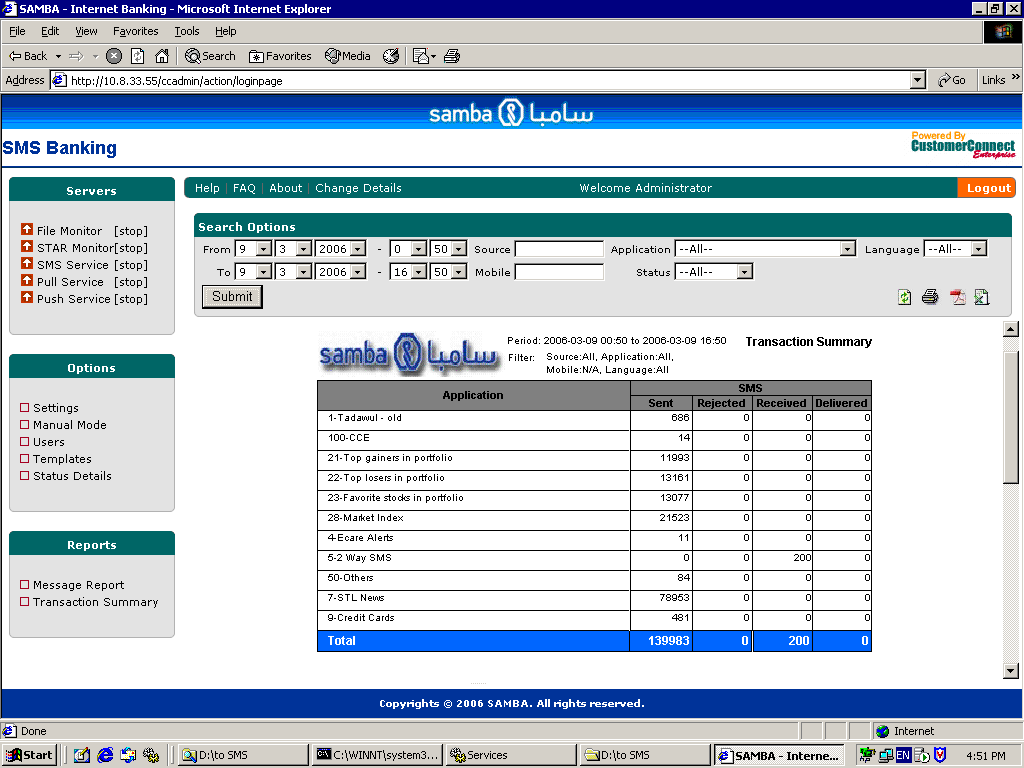 SAMBA - Internet Banking - Microsoft Internet Explorer
File Edit View Favorites Tools Help
Back Search Favorites Media
Address http://10.8.33.55/ccadmin/action/loginpage Go Links »
samba سامبا
SMS Banking
Powered By
CustomerConnect
Enterprise
Servers
File Monitor [stop]
STAR Monitor[stop]
SMS Service [stop]
Pull Service [stop]
Push Service [stop]
Options
Settings
Manual Mode
Users
Templates
Status Details
Reports
Message Report
Transaction Summary
Help | FAQ | About | Change Details Welcome Administrator Logout
Search Options
From 9 3 2006 - 0 50 Source Application --All-- Language --All--
To 9 3 2006 - 16 50 Mobile Status --All--
Submit
samba سامبا
Period: 2006-03-09 00:50 to 2006-03-09 16:50 Transaction Summary
Filter: Source:All, Application:All,
Mobile:N/A, Language:All
Application SMS
Sent Rejected Received Delivered
1-Tadawul - old 686 0 0 0
100-CCE 14 0 0 0
21-Top gainers in portfolio 11993 0 0 0
22-Top losers in portfolio 13161 0 0 0
23-Favorite stocks in portfolio 13077 0 0 0
28-Market Index 21523 0 0 0
4-Ecare Alerts 11 0 0 0
5-2 Way SMS 0 0 200 0
50-Others 84 0 0 0
7-STL News 78953 0 0 0
9-Credit Cards 481 0 0 0
Total 139983 0 200 0
Copyrights © 2006 SAMBA. All rights reserved.
Done Internet
Start D:\to SMS C:\WINNT\system3... Services D:\to SMS SAMBA - Interne... EN 4:51 PM